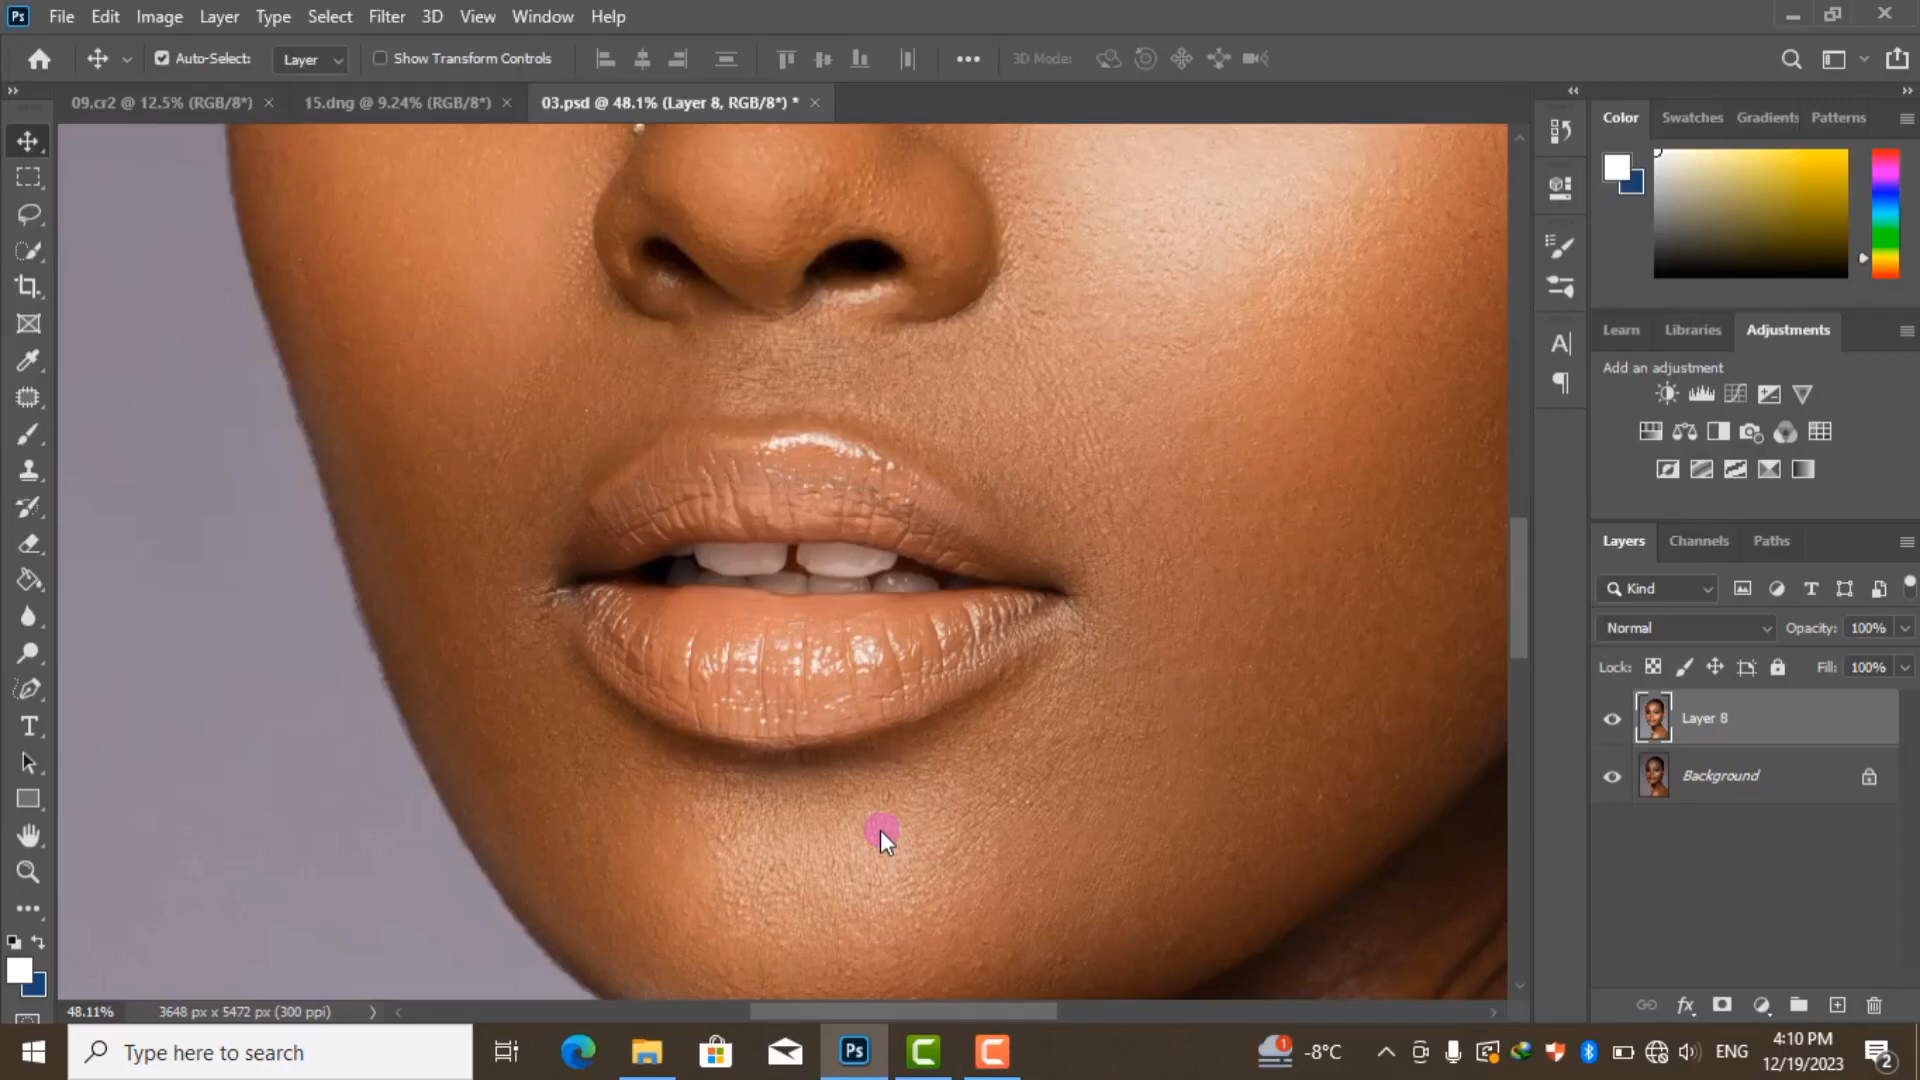 Ps File Edit Image Layer Type Select Filter 3D View Window Help
Auto-Select: Layer Show Transform Controls 3D Mode:
09.cr2 @ 12.5% (RGB/8*) × 15.dng @ 9.24% (RGB/8*) × 03.psd @ 48.1% (Layer 8, RGB/8*) * ×
Color Swatches Gradients Patterns
Learn Libraries Adjustments
Add an adjustment
Layers Channels Paths
Kind
Normal Opacity: 100%
Lock: Fill: 100%
Layer 8
Background
48.11% 3648 px x 5472 px (300 ppi)
Type here to search
Ps
1
-8°C
ENG
4:10 PM
12/19/2023
2